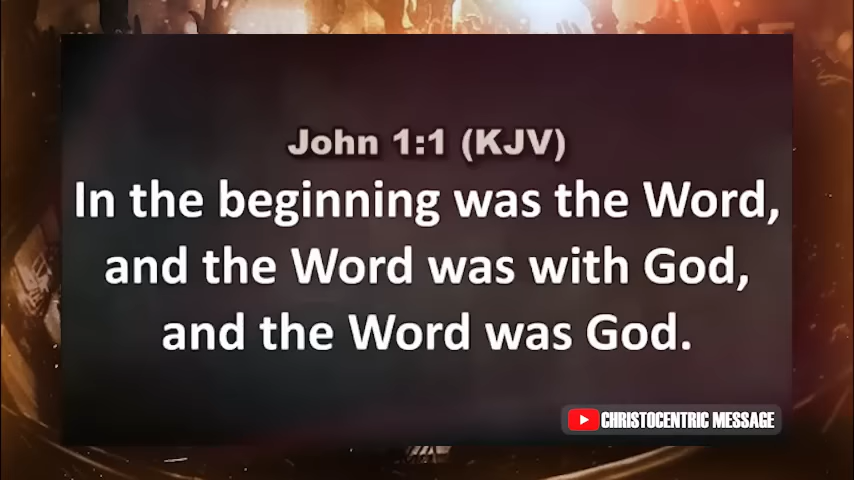 John 1:1 (KJV)
In the beginning was the Word,
and the Word was with God,
and the Word was God.
CHRISTOCENTRIC MESSAGE